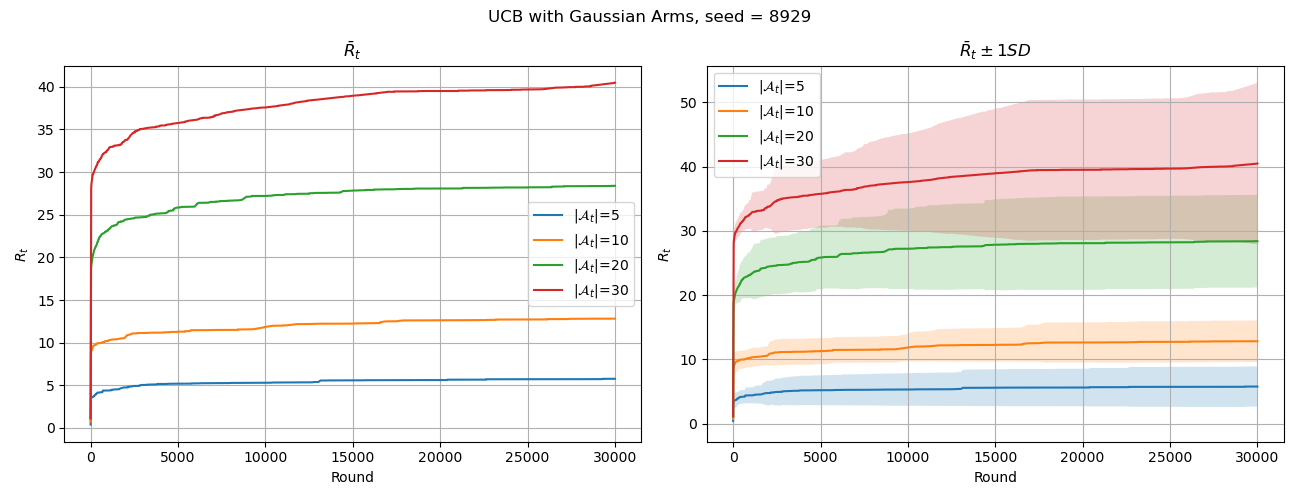 UCB with Gaussian Arms, seed = 8929
R̄ₜ
R̄ₜ ± 1SD
Rₜ
40
35
30
25
20
15
10
5
0
|𝒜ₜ|=5
|𝒜ₜ|=10
|𝒜ₜ|=20
|𝒜ₜ|=30
0 5000 10000 15000 20000 25000 30000
Round
Rₜ
50
40
30
20
10
0
|𝒜ₜ|=5
|𝒜ₜ|=10
|𝒜ₜ|=20
|𝒜ₜ|=30
0 5000 10000 15000 20000 25000 30000
Round